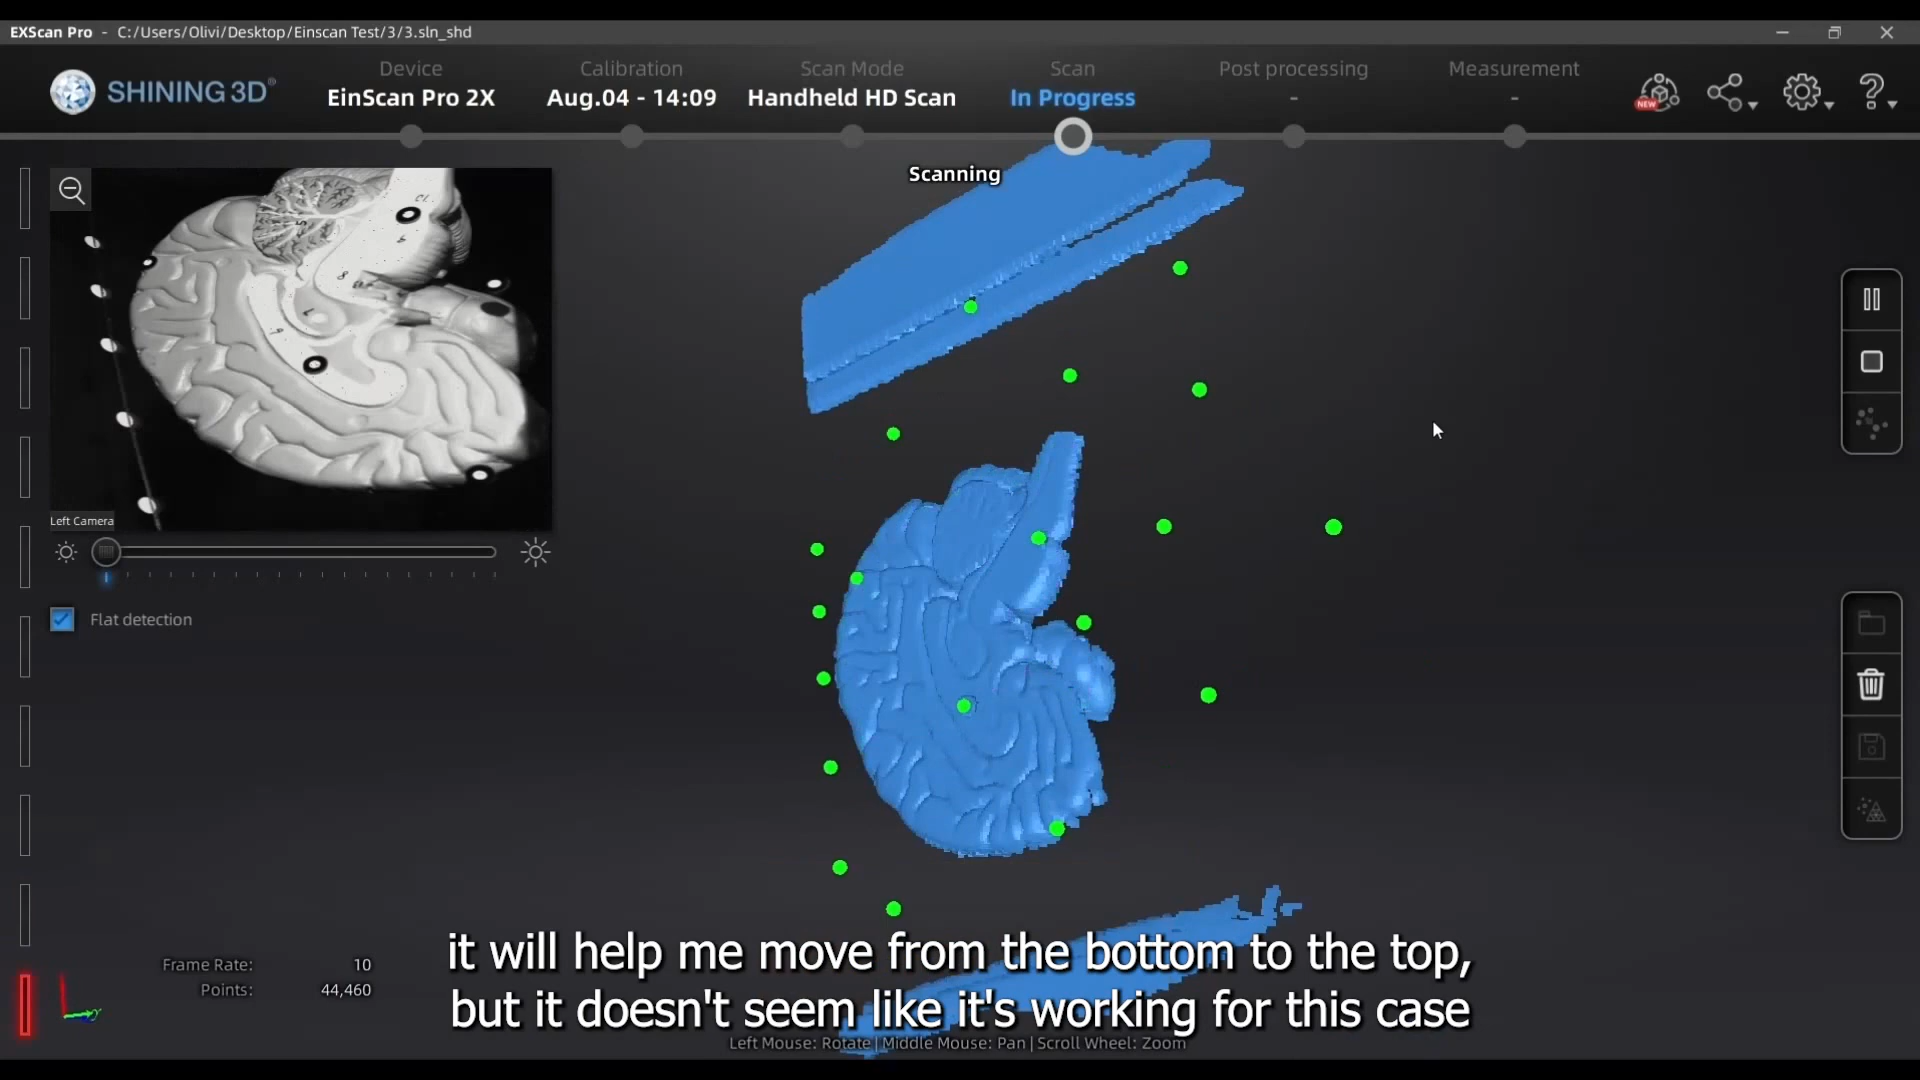 EXScan Pro - C:/Users/Olivi/Desktop/Einscan Test/3/3.sln_shd
SHINING 3D®
Device
EinScan Pro 2X
Calibration
Aug.04 - 14:09
Scan Mode
Handheld HD Scan
Scan
In Progress
Post processing
-
Measurement
-
NEW
?
Scanning
Left Camera
Flat detection
Frame Rate: 10
Points: 44,460
it will help me move from the bottom to the top,
but it doesn't seem like it's working for this case
Left Mouse: Rotate | Middle Mouse: Pan | Scroll Wheel: Zoom